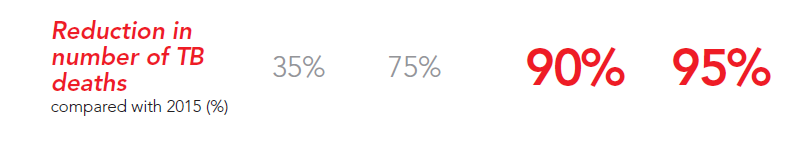 Reduction in
number of TB
deaths
compared with 2015 (%)
35% 75% 90% 95%